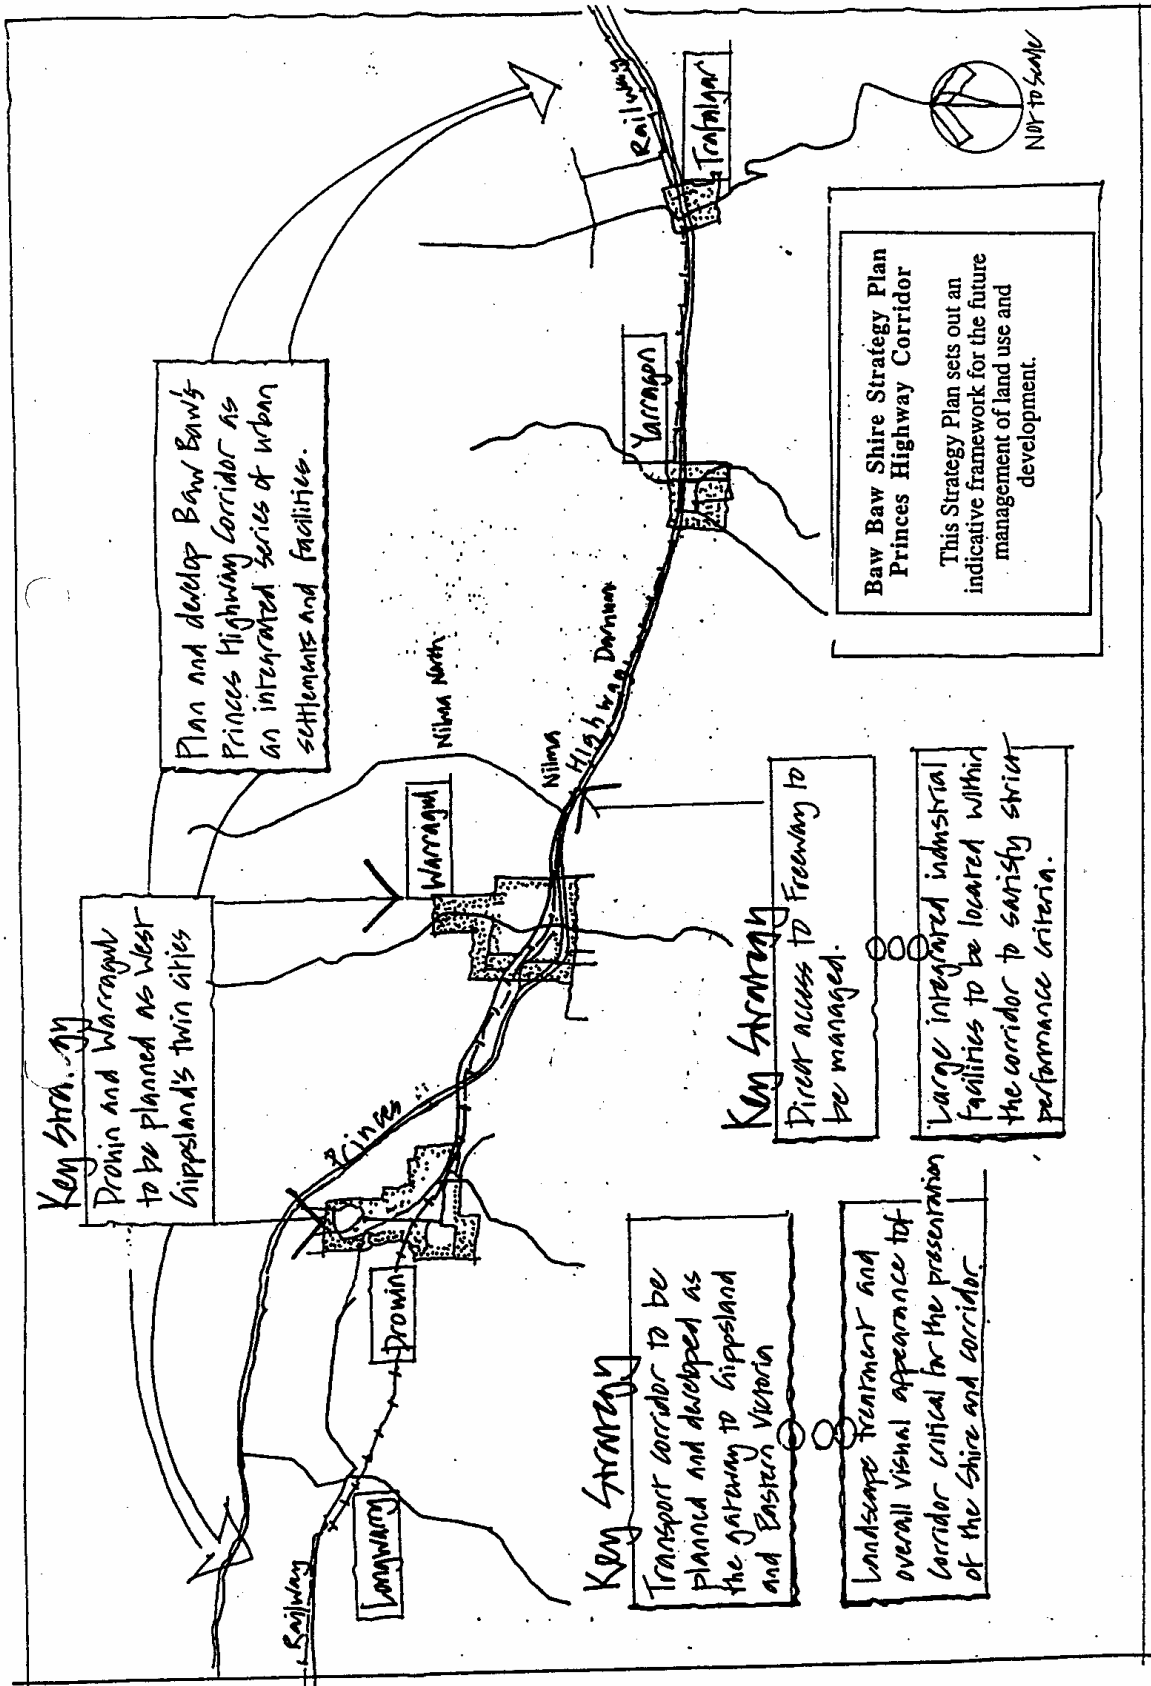 Key Stra
Drowin and Warragul
to be planned as West
Gippsland's twin cities
Plan and develop Baw Baw's
Princes Highway Corridor as
an integrated series of urban
settlements and facilities.
Railway
Longwarry
Drowin
Princes
Warragul
Nilma North
Nilma
Highway
Darnum
Yarragon
Railway
Trafalgar
Key Strategy
Transport corridor to be
planned and developed as
the gateway to Gippsland
and Eastern Victoria
Landscape treatment and
overall visual appearance of
corridor critical for the presentation
of the Shire and corridor.
Key Strategy
Direct access to Freeway to
be managed.
Large integrated industrial
facilities to be located within
the corridor to satisfy strict
performance criteria.
Baw Baw Shire Strategy Plan
Princes Highway Corridor
This Strategy Plan sets out an
indicative framework for the future
management of land use and
development.
Not to Scale